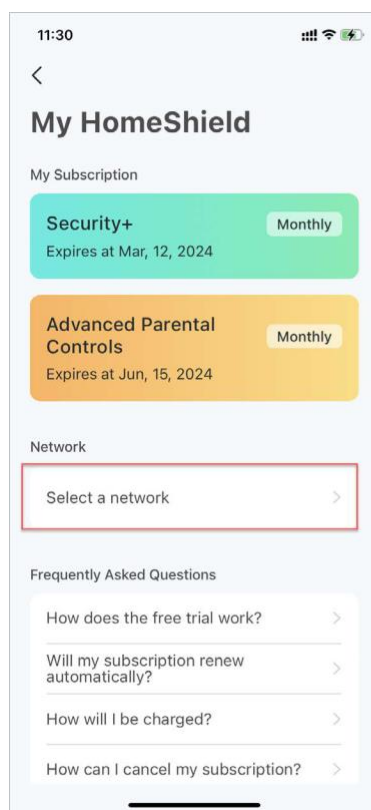 11:30
My HomeShield
My Subscription
Security+
Monthly
Expires at Mar, 12, 2024
Advanced Parental
Controls
Monthly
Expires at Jun, 15, 2024
Network
Select a network
Frequently Asked Questions
How does the free trial work?
Will my subscription renew
automatically?
How will I be charged?
How can I cancel my subscription?